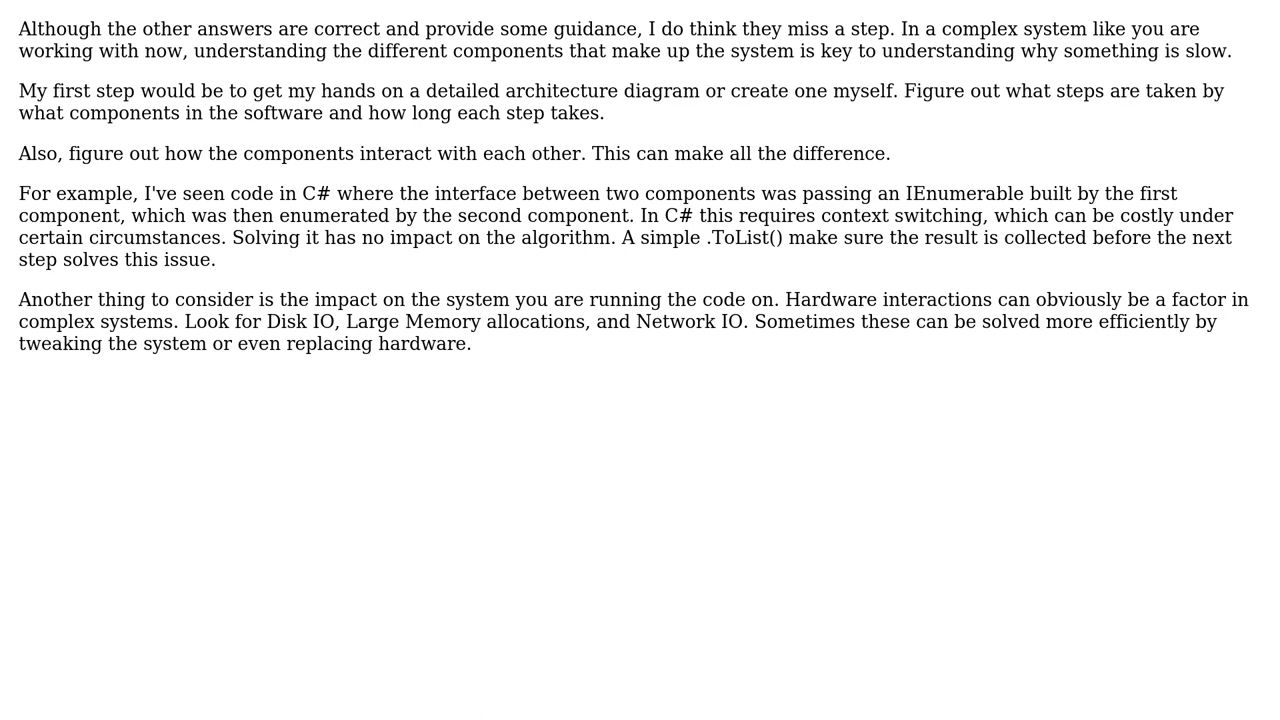 Although the other answers are correct and provide some guidance, I do think they miss a step. In a complex system like you are
working with now, understanding the different components that make up the system is key to understanding why something is slow.
My first step would be to get my hands on a detailed architecture diagram or create one myself. Figure out what steps are taken by
what components in the software and how long each step takes.
Also, figure out how the components interact with each other. This can make all the difference.
For example, I've seen code in C# where the interface between two components was passing an IEnumerable built by the first
component, which was then enumerated by the second component. In C# this requires context switching, which can be costly under
certain circumstances. Solving it has no impact on the algorithm. A simple .ToList() make sure the result is collected before the next
step solves this issue.
Another thing to consider is the impact on the system you are running the code on. Hardware interactions can obviously be a factor in
complex systems. Look for Disk IO, Large Memory allocations, and Network IO. Sometimes these can be solved more efficiently by
tweaking the system or even replacing hardware.